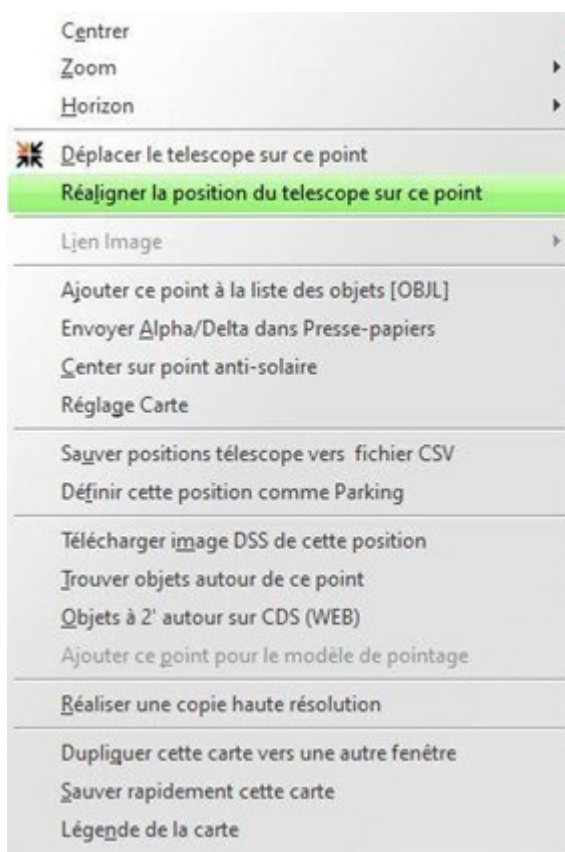 Centrer
Zoom
Horizon
Déplacer le telescope sur ce point
Réaligner la position du telescope sur ce point
Lien Image
Ajouter ce point à la liste des objets [OBJL]
Envoyer Alpha/Delta dans Presse-papiers
Center sur point anti-solaire
Réglage Carte
Sauver positions télescope vers  fichier CSV
Définir cette position comme Parking
Télécharger image DSS de cette position
Trouver objets autour de ce point
Objets à 2' autour sur CDS (WEB)
Ajouter ce point pour le modèle de pointage
Réaliser une copie haute résolution
Dupliquer cette carte vers une autre fenêtre
Sauver rapidement cette carte
Légende de la carte